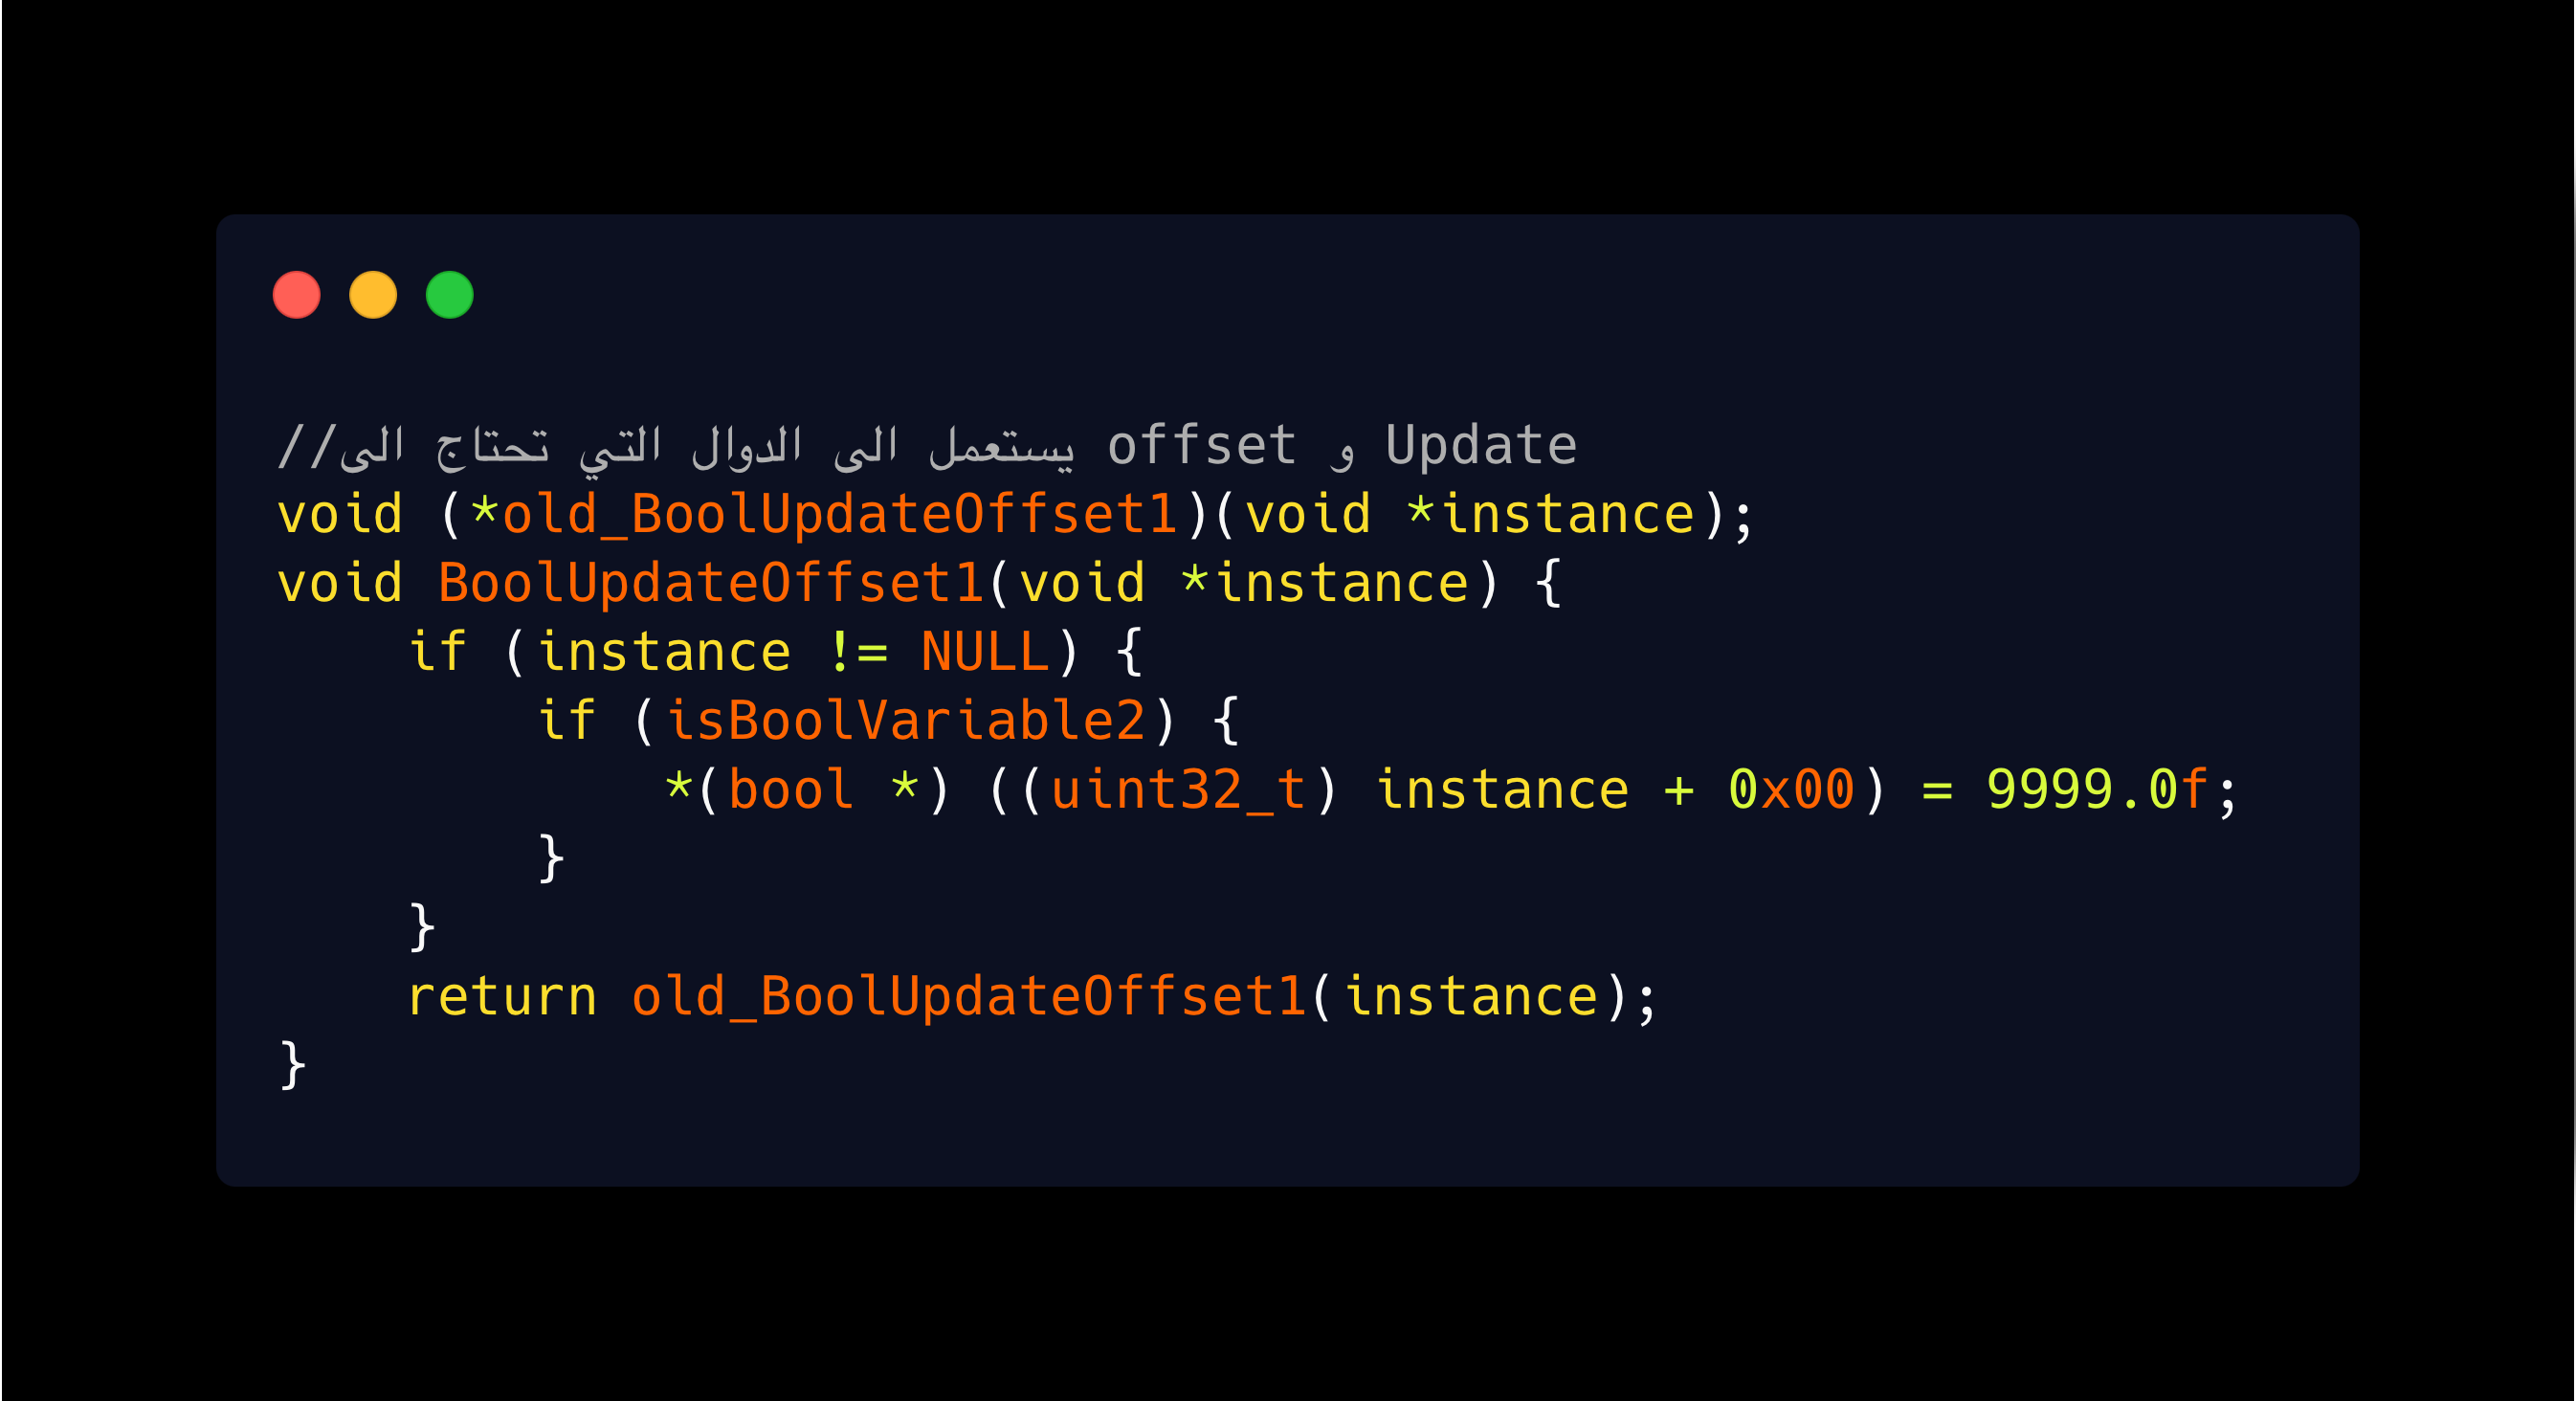 //يستعمل الى الدوال التي تحتاج الى offset و Update
void (*old_BoolUpdateOffset1)(void *instance);
void BoolUpdateOffset1(void *instance) {
    if (instance != NULL) {
        if (isBoolVariable2) {
            *(bool *) ((uint32_t) instance + 0x00) = 9999.0f;
        }
    }
    return old_BoolUpdateOffset1(instance);
}